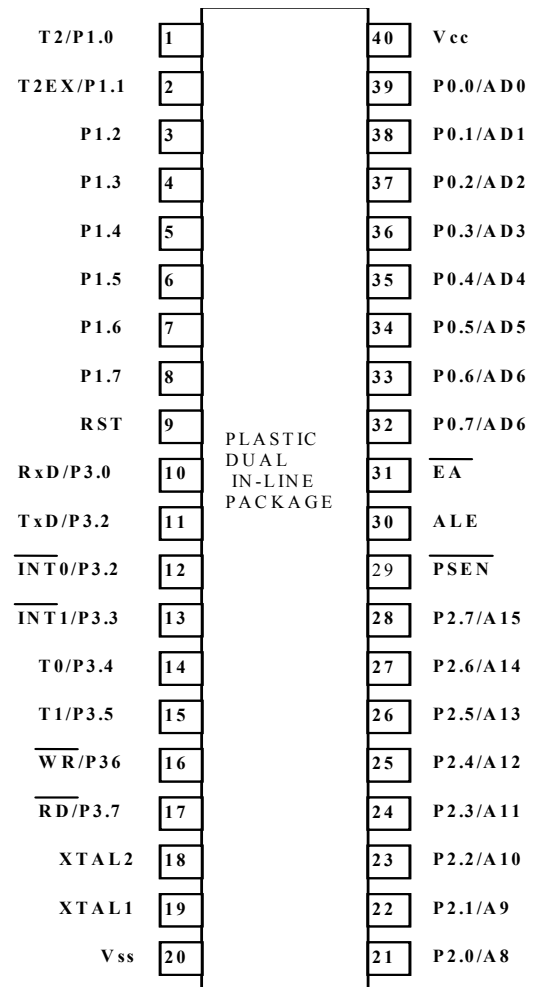 T2/P1.0 1 40 Vcc
T2EX/P1.1 2 39 P0.0/AD0
P1.2 3 38 P0.1/AD1
P1.3 4 37 P0.2/AD2
P1.4 5 36 P0.3/AD3
P1.5 6 35 P0.4/AD4
P1.6 7 34 P0.5/AD5
P1.7 8 33 P0.6/AD6
RST 9 32 P0.7/AD6
PLASTIC
DUAL
IN-LINE
PACKAGE
RxD/P3.0 10 31 EA
TxD/P3.2 11 30 ALE
INT0/P3.2 12 29 PSEN
INT1/P3.3 13 28 P2.7/A15
T0/P3.4 14 27 P2.6/A14
T1/P3.5 15 26 P2.5/A13
WR/P36 16 25 P2.4/A12
RD/P3.7 17 24 P2.3/A11
XTAL2 18 23 P2.2/A10
XTAL1 19 22 P2.1/A9
Vss 20 21 P2.0/A8